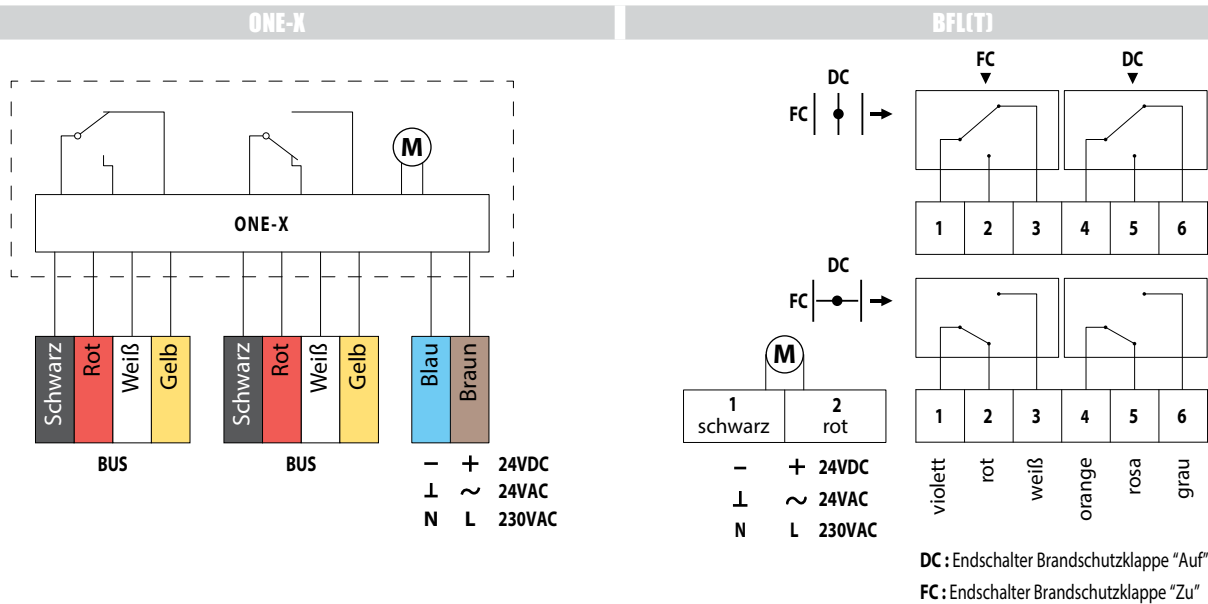 ONE-X
M
ONE-X
Schwarz Rot Weiß Gelb
Schwarz Rot Weiß Gelb
Blau Braun
BUS
BUS
– + 24VDC
⊥ ~ 24VAC
N L 230VAC
BFL(T)
FC
DC
DC
FC
1 2 3 4 5 6
DC
FC
M
1 2
schwarz rot
– + 24VDC
⊥ ~ 24VAC
N L 230VAC
1 2 3 4 5 6
violett rot weiß orange rosa grau
DC : Endschalter Brandschutzklappe “Auf”
FC : Endschalter Brandschutzklappe “Zu”